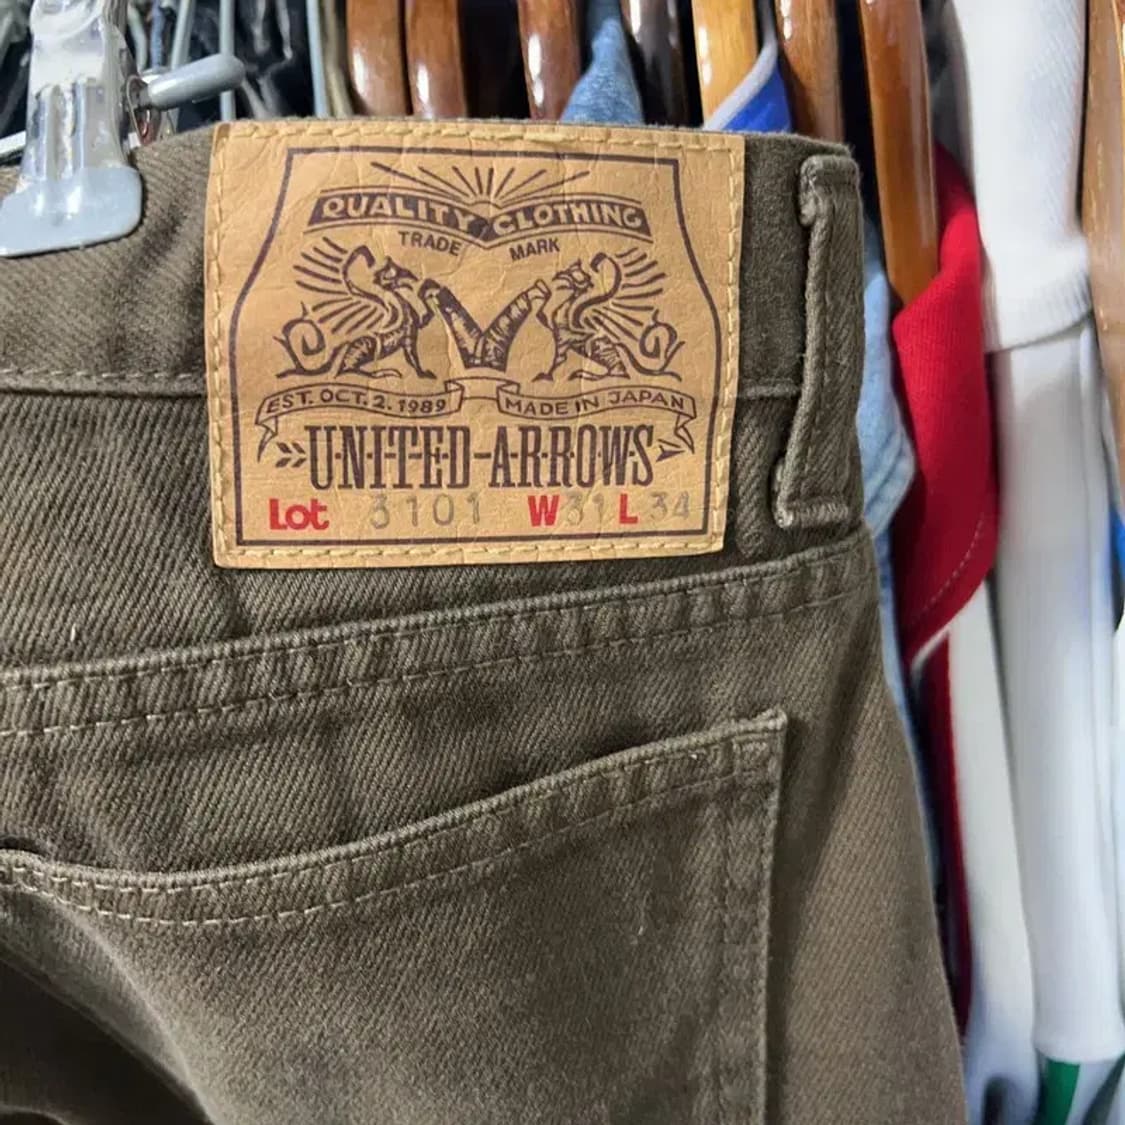 QUALITY CLOTHING
TRADE MARK
EST. OCT. 2. 1989 MADE IN JAPAN
UNITED-ARROWS
Lot 3101 W31 L34